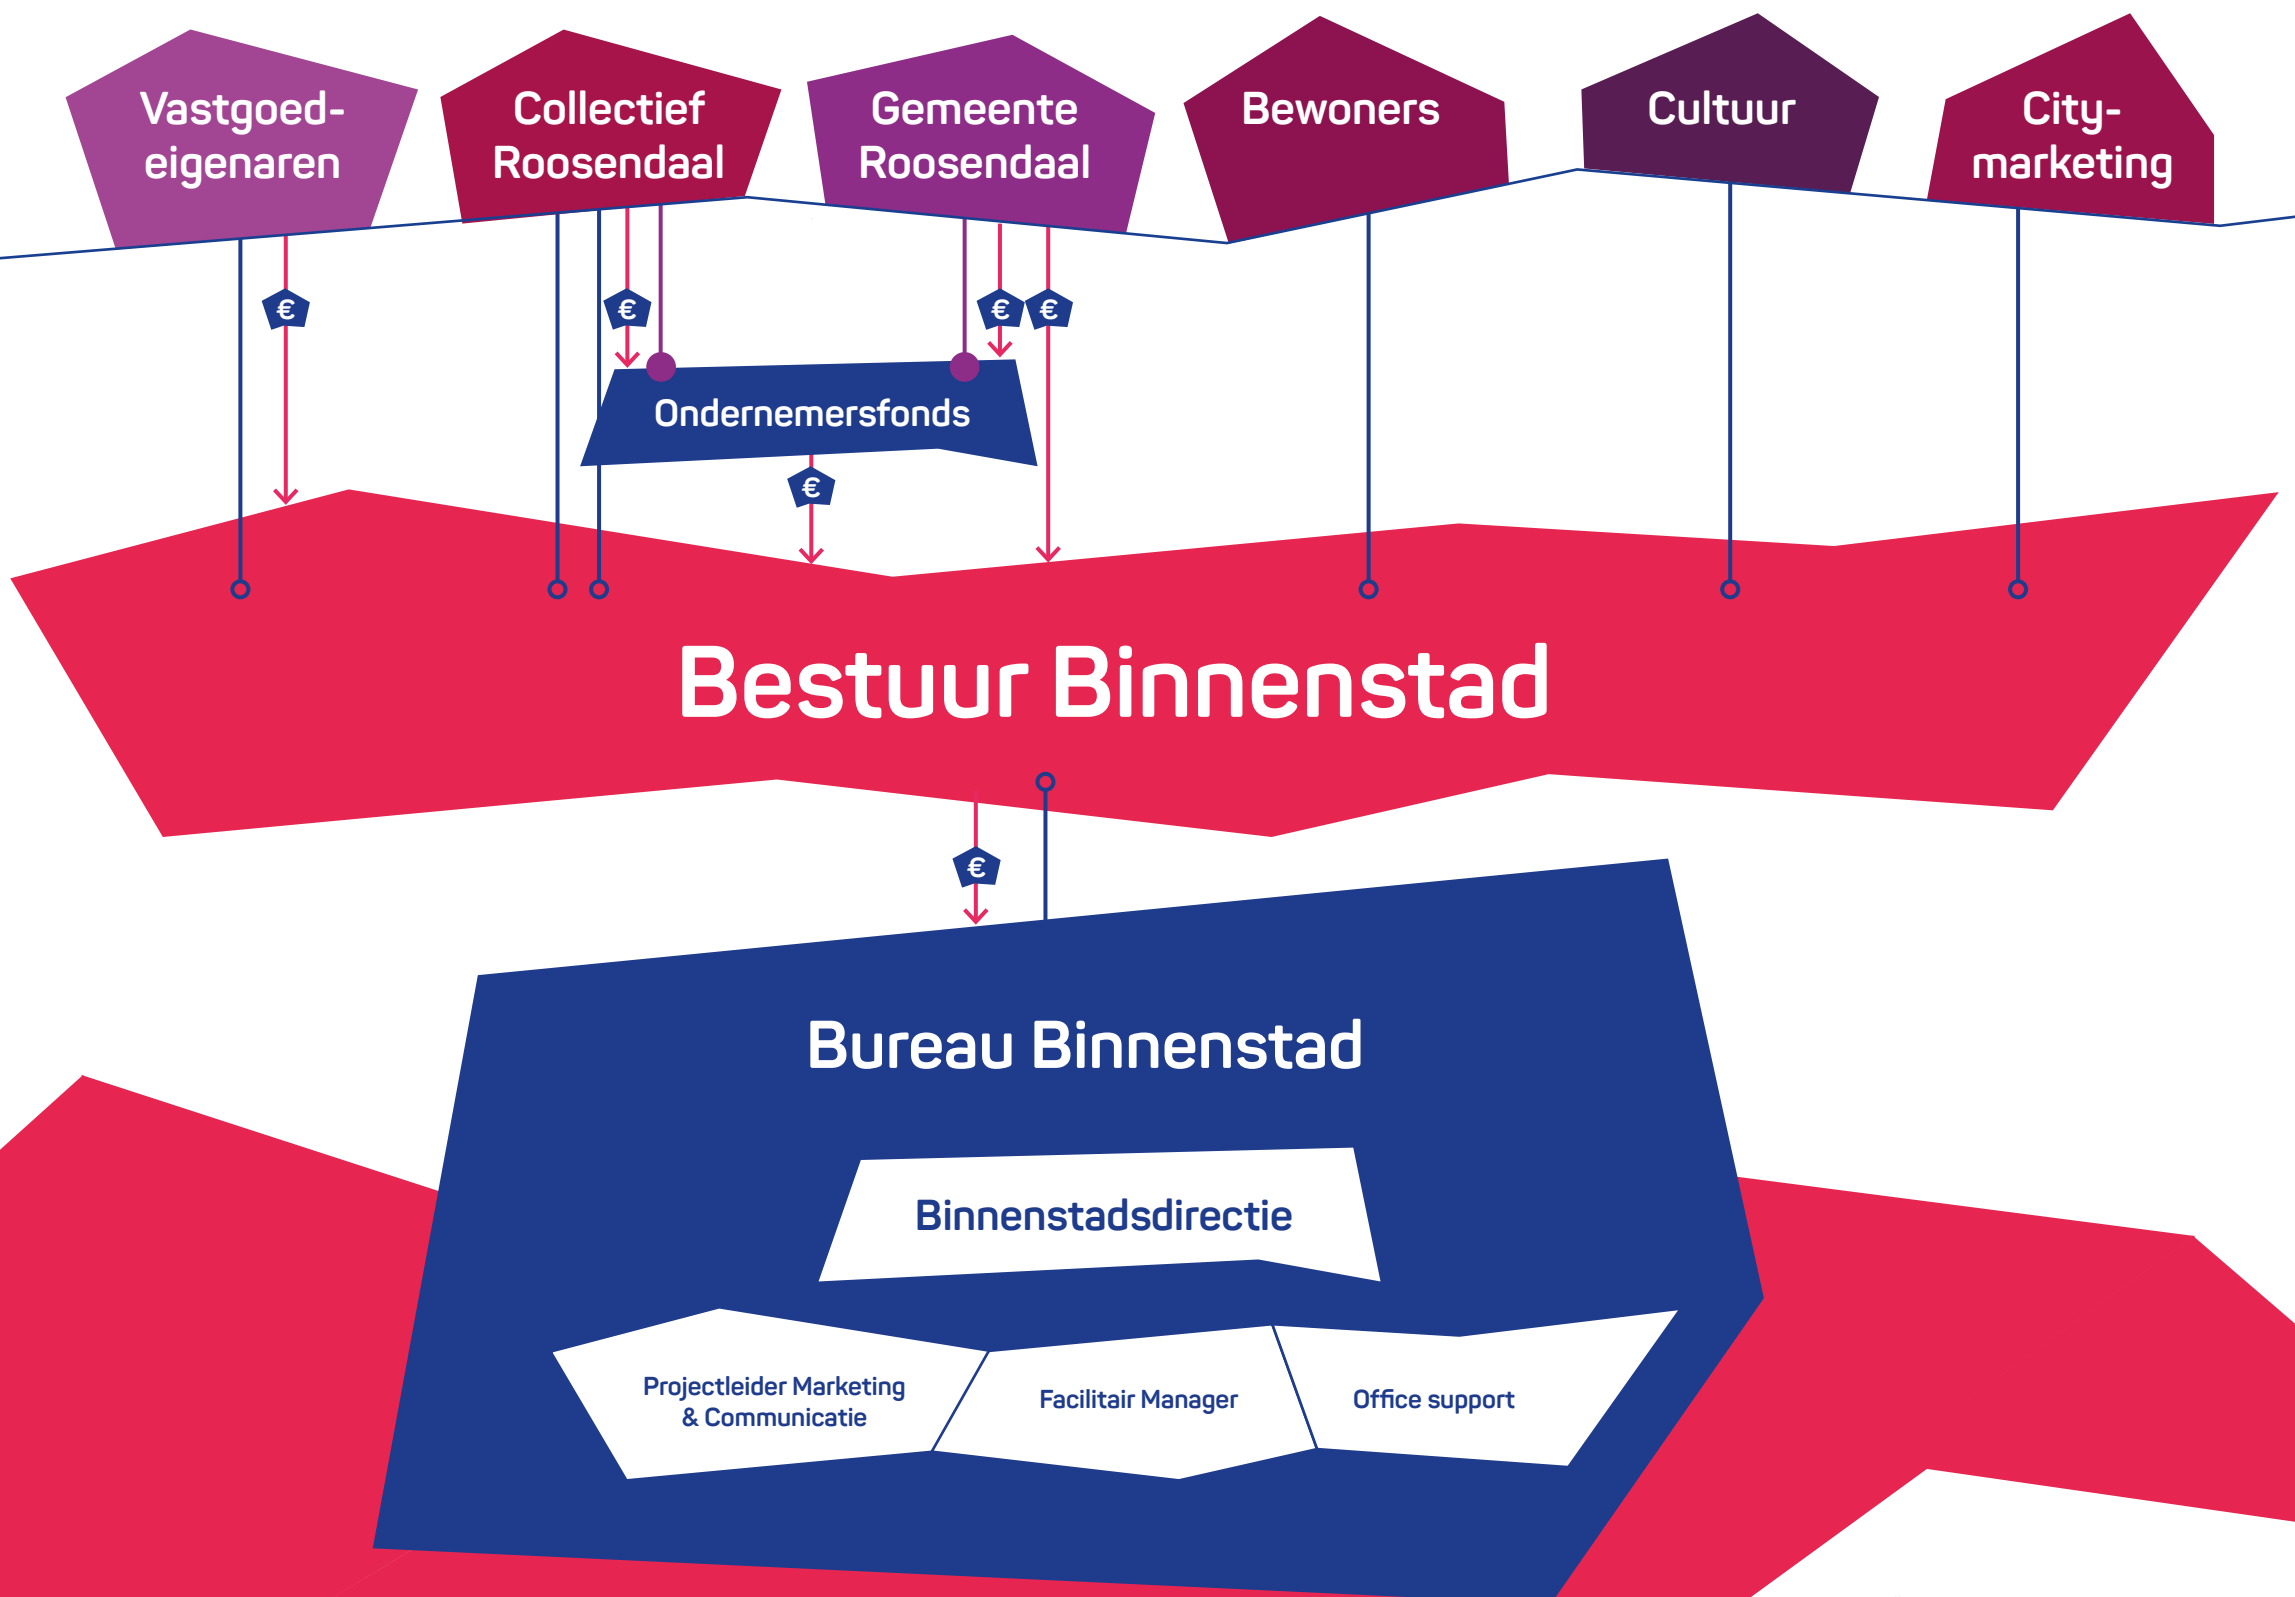 Vastgoed-
eigenaren
Collectief
Roosendaal
Gemeente
Roosendaal
Bewoners
Cultuur
City-
marketing
€
€
€
€
Ondernemersfonds
€
Bestuur Binnenstad
€
Bureau Binnenstad
Binnenstadsdirectie
Projectleider Marketing
& Communicatie
Facilitair Manager
Office support